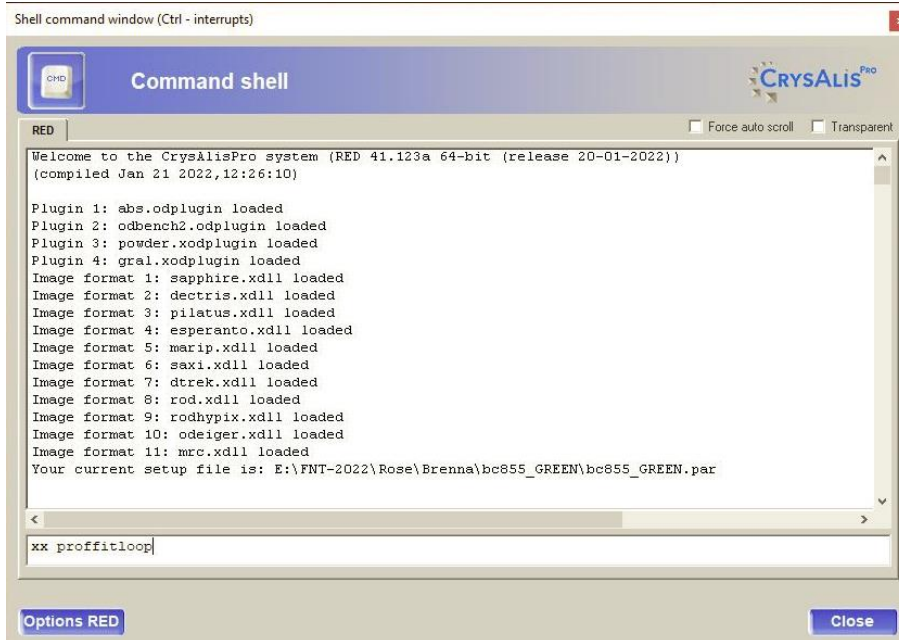 Shell command window (Ctrl - interrupts)
CMD
Command shell
CRYSALIS PRO
RED
Force auto scroll
Transparent
Welcome to the CrysAlisPro system (RED 41.123a 64-bit (release 20-01-2022))
(compiled Jan 21 2022,12:26:10)
Plugin 1: abs.odplugin loaded
Plugin 2: odbench2.odplugin loaded
Plugin 3: powder.xodplugin loaded
Plugin 4: gral.xodplugin loaded
Image format 1: sapphire.xdll loaded
Image format 2: dectris.xdll loaded
Image format 3: pilatus.xdll loaded
Image format 4: esperanto.xdll loaded
Image format 5: marip.xdll loaded
Image format 6: saxi.xdll loaded
Image format 7: dtrek.xdll loaded
Image format 8: rod.xdll loaded
Image format 9: rodhypix.xdll loaded
Image format 10: odeiger.xdll loaded
Image format 11: mrc.xdll loaded
Your current setup file is: E:\FNT-2022\Rose\Brenna\bc855_GREEN\bc855_GREEN.par
xx proffitloop
Options RED
Close